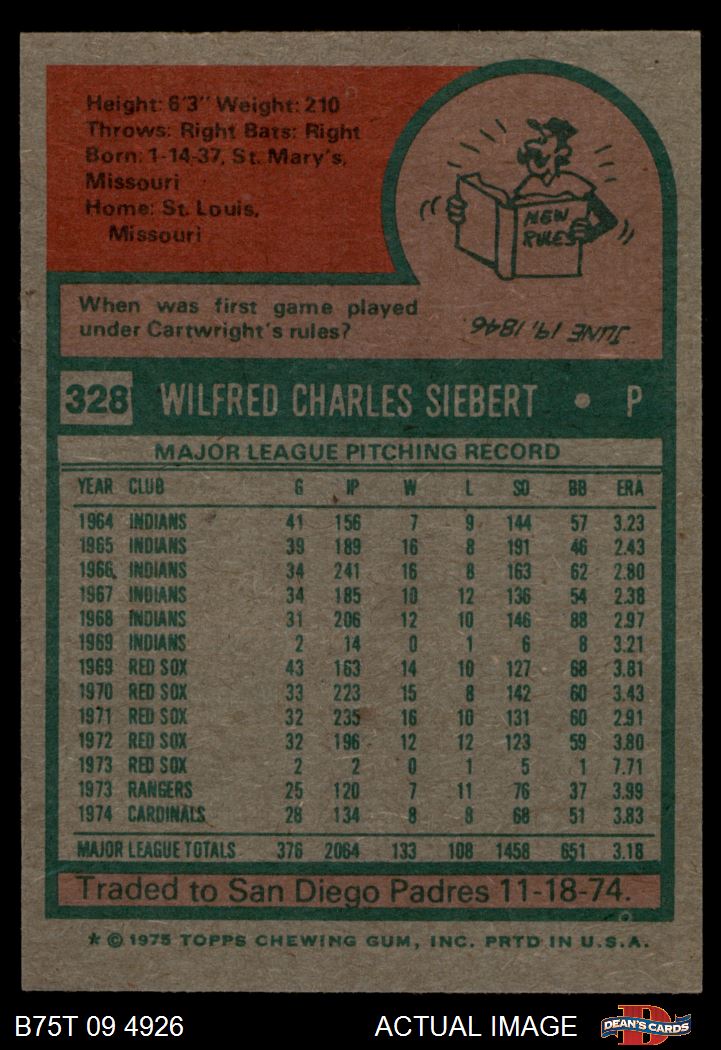 Height: 6'3" Weight: 210
Throws: Right Bats: Right
Born: 1-14-37, St. Mary's,
Missouri
Home: St. Louis,
Missouri
NEW
RULES
When was first game played
under Cartwright's rules?
JUNE 19, 1846
328 WILFRED CHARLES SIEBERT • P
MAJOR LEAGUE PITCHING RECORD
YEAR CLUB G IP W L SO BB ERA
1964 INDIANS 41 156 7 9 144 57 3.23
1965 INDIANS 39 189 16 8 191 46 2.43
1966 INDIANS 34 241 16 8 163 62 2.80
1967 INDIANS 34 185 10 12 136 54 2.38
1968 INDIANS 31 206 12 10 146 88 2.97
1969 INDIANS 2 14 0 1 6 8 3.21
1969 RED SOX 43 163 14 10 127 68 3.81
1970 RED SOX 33 223 15 8 142 60 3.43
1971 RED SOX 32 235 16 10 131 60 2.91
1972 RED SOX 32 196 12 12 123 59 3.80
1973 RED SOX 2 2 0 1 5 1 7.71
1973 RANGERS 25 120 7 11 76 37 3.99
1974 CARDINALS 28 134 8 8 68 51 3.83
MAJOR LEAGUE TOTALS 376 2064 133 108 1458 651 3.18
Traded to San Diego Padres 11-18-74.
* © 1975 TOPPS CHEWING GUM, INC. PRTD IN U.S.A.
B75T 09 4926 ACTUAL IMAGE DEAN'S CARDS